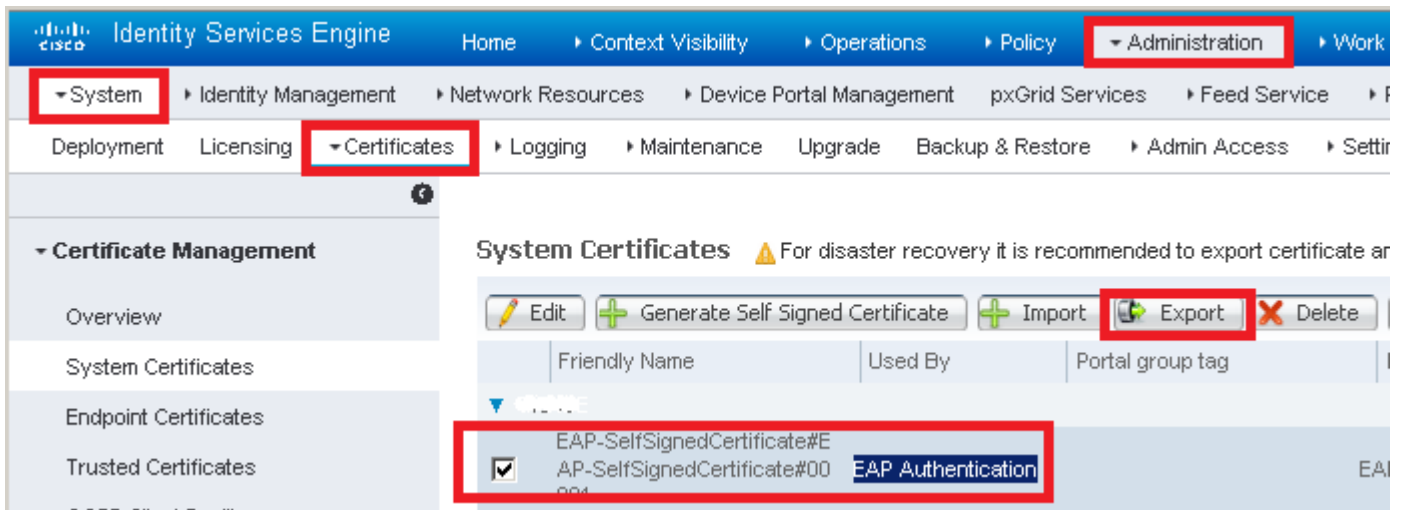 cisco Identity Services Engine Home Context Visibility Operations Policy Administration Work
System Identity Management Network Resources Device Portal Management pxGrid Services Feed Service
Deployment Licensing Certificates Logging Maintenance Upgrade Backup & Restore Admin Access
Certificate Management
System Certificates For disaster recovery it is recommended to export certificate
Edit Generate Self Signed Certificate Import Export Delete
Overview
Friendly Name Used By Portal group tag
System Certificates
Endpoint Certificates
EAP-SelfSignedCertificate#E
Trusted Certificates
AP-SelfSignedCertificate#00 EAP Authentication